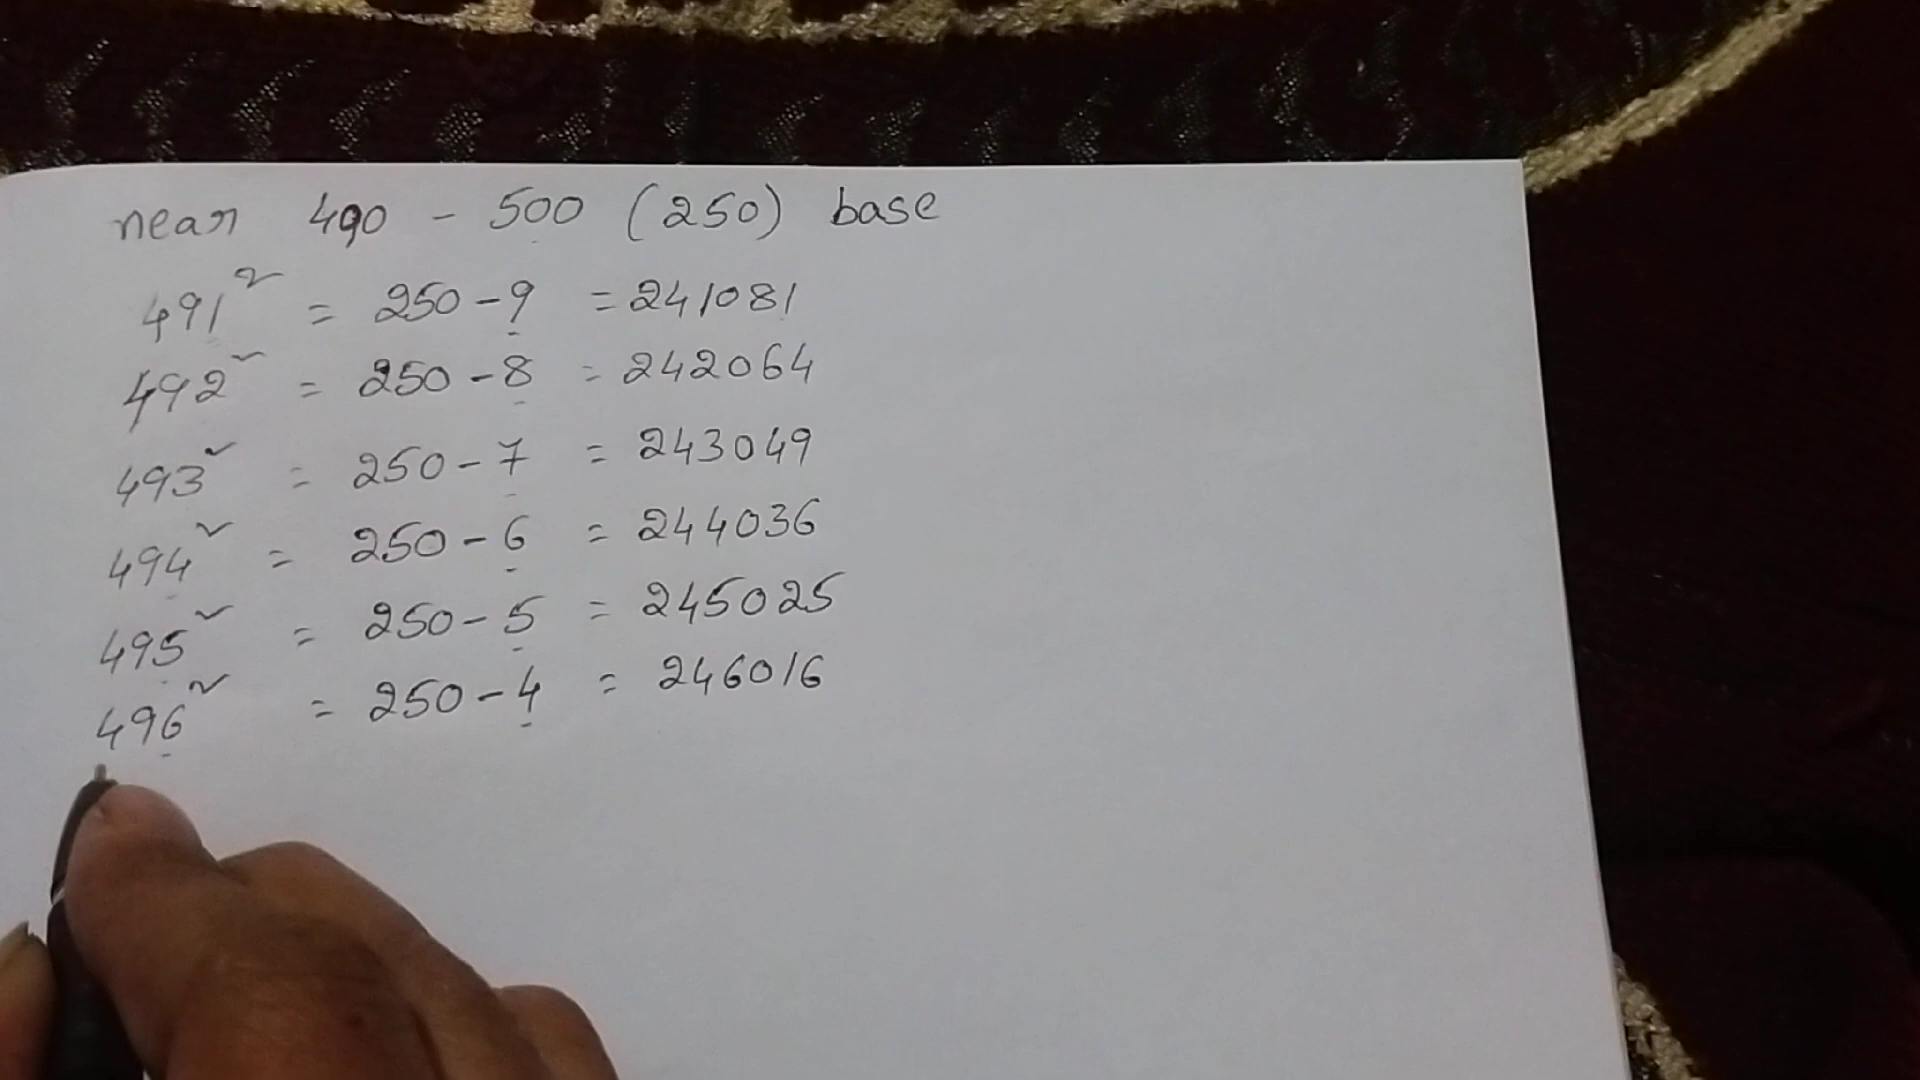 near 490 - 500 (250) base
491² = 250 - 9 = 241081
492² = 250 - 8 = 242064
493² = 250 - 7 = 243049
494² = 250 - 6 = 244036
495² = 250 - 5 = 245025
496² = 250 - 4 = 246016